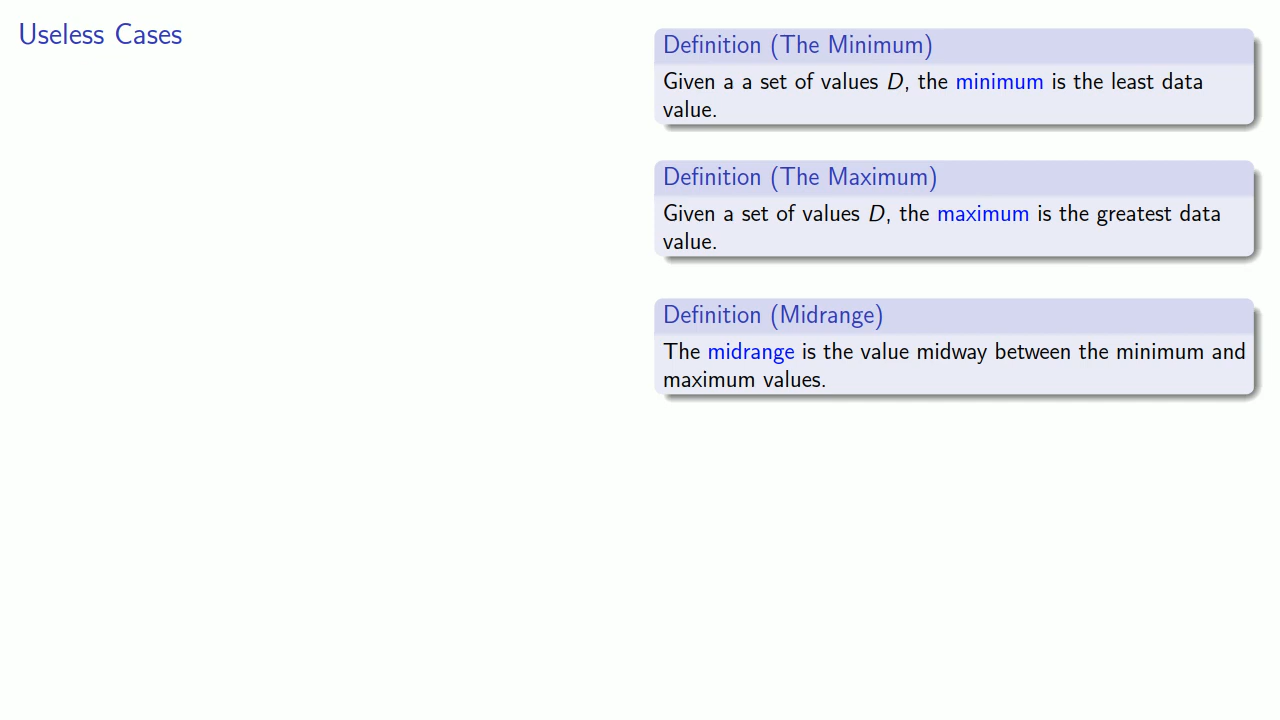 Useless Cases
Definition (The Minimum)
Given a a set of values D, the minimum is the least data
value.
Definition (The Maximum)
Given a set of values D, the maximum is the greatest data
value.
Definition (Midrange)
The midrange is the value midway between the minimum and
maximum values.